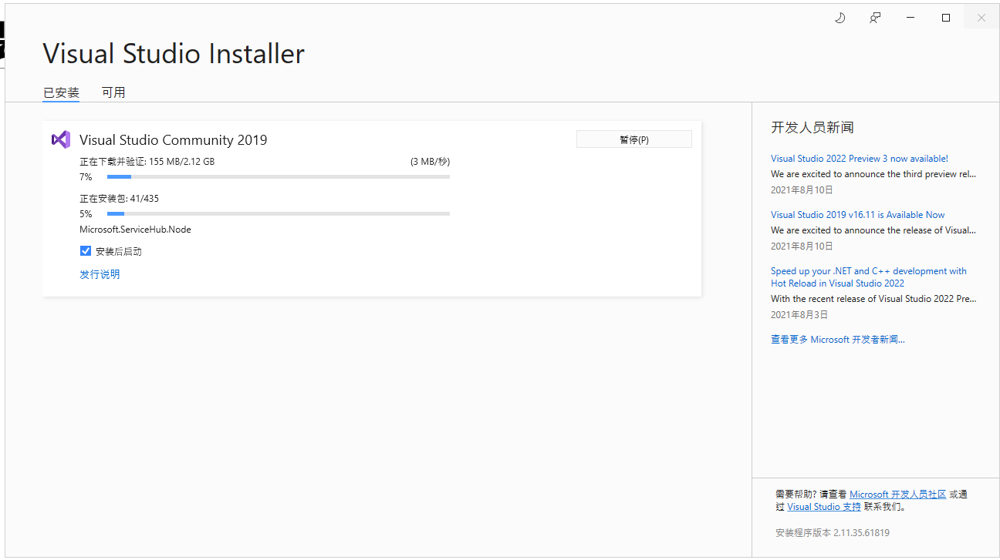 Visual Studio Installer
已安装
可用
Visual Studio Community 2019
暂停(P)
正在下载并验证: 155 MB/2.12 GB
(3 MB/秒)
7%
正在安装包: 41/435
5%
Microsoft.ServiceHub.Node
安装后启动
发行说明
开发人员新闻
Visual Studio 2022 Preview 3 now available!
We are excited to announce the third preview rel...
2021年8月10日
Visual Studio 2019 v16.11 is Available Now
We are excited to announce the release of Visual...
2021年8月10日
Speed up your .NET and C++ development with
Hot Reload in Visual Studio 2022
With the recent release of Visual Studio 2022 Pre...
2021年8月3日
查看更多 Microsoft 开发者新闻...
需要帮助? 请查看 Microsoft 开发人员社区 或通
过 Visual Studio 支持 联系我们。
安装程序版本 2.11.35.61819